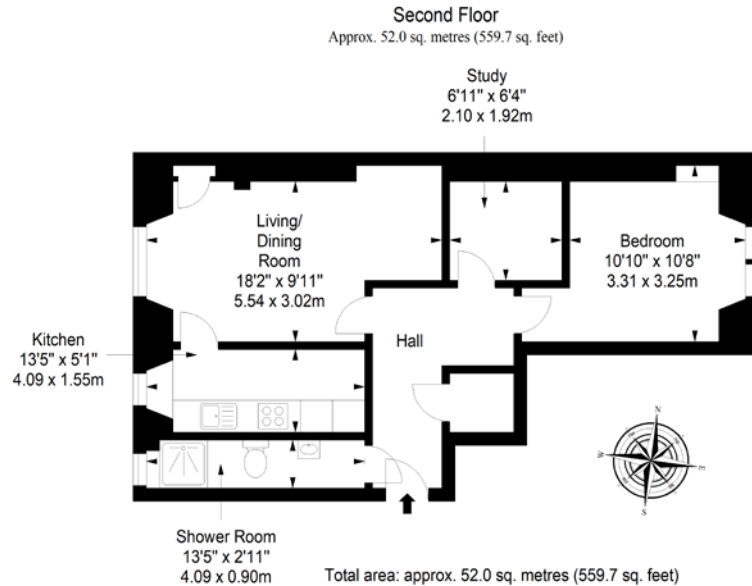 Second Floor
Approx. 52.0 sq. metres (559.7 sq. feet)
Study
6'11" x 6'4"
2.10 x 1.92m
Living/
Dining
Room
18'2" x 9'11"
5.54 x 3.02m
Bedroom
10'10" x 10'8"
3.31 x 3.25m
Kitchen
13'5" x 5'1"
4.09 x 1.55m
Hall
N
W
E
S
Shower Room
13'5" x 2'11"
4.09 x 0.90m
Total area: approx. 52.0 sq. metres (559.7 sq. feet)